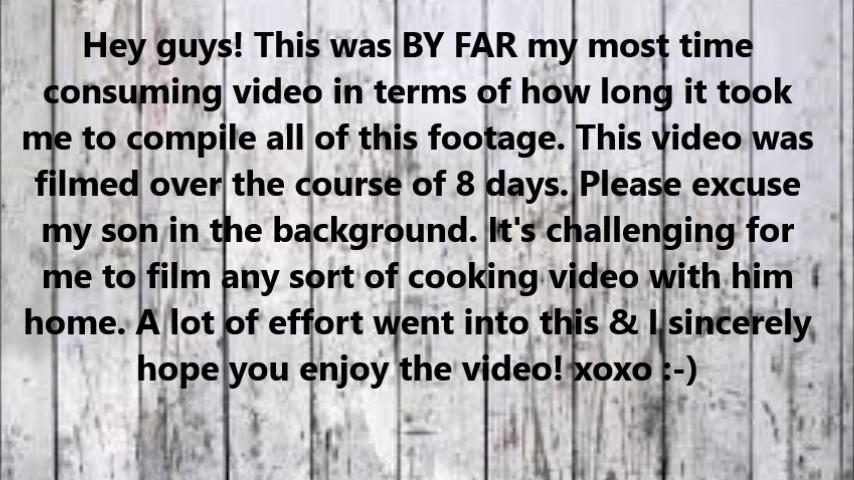 Hey guys! This was BY FAR my most time
consuming video in terms of how long it took
me to compile all of this footage. This video was
filmed over the course of 8 days. Please excuse
my son in the background. It's challenging for
me to film any sort of cooking video with him
home. A lot of effort went into this & I sincerely
hope you enjoy the video! xoxo :-)